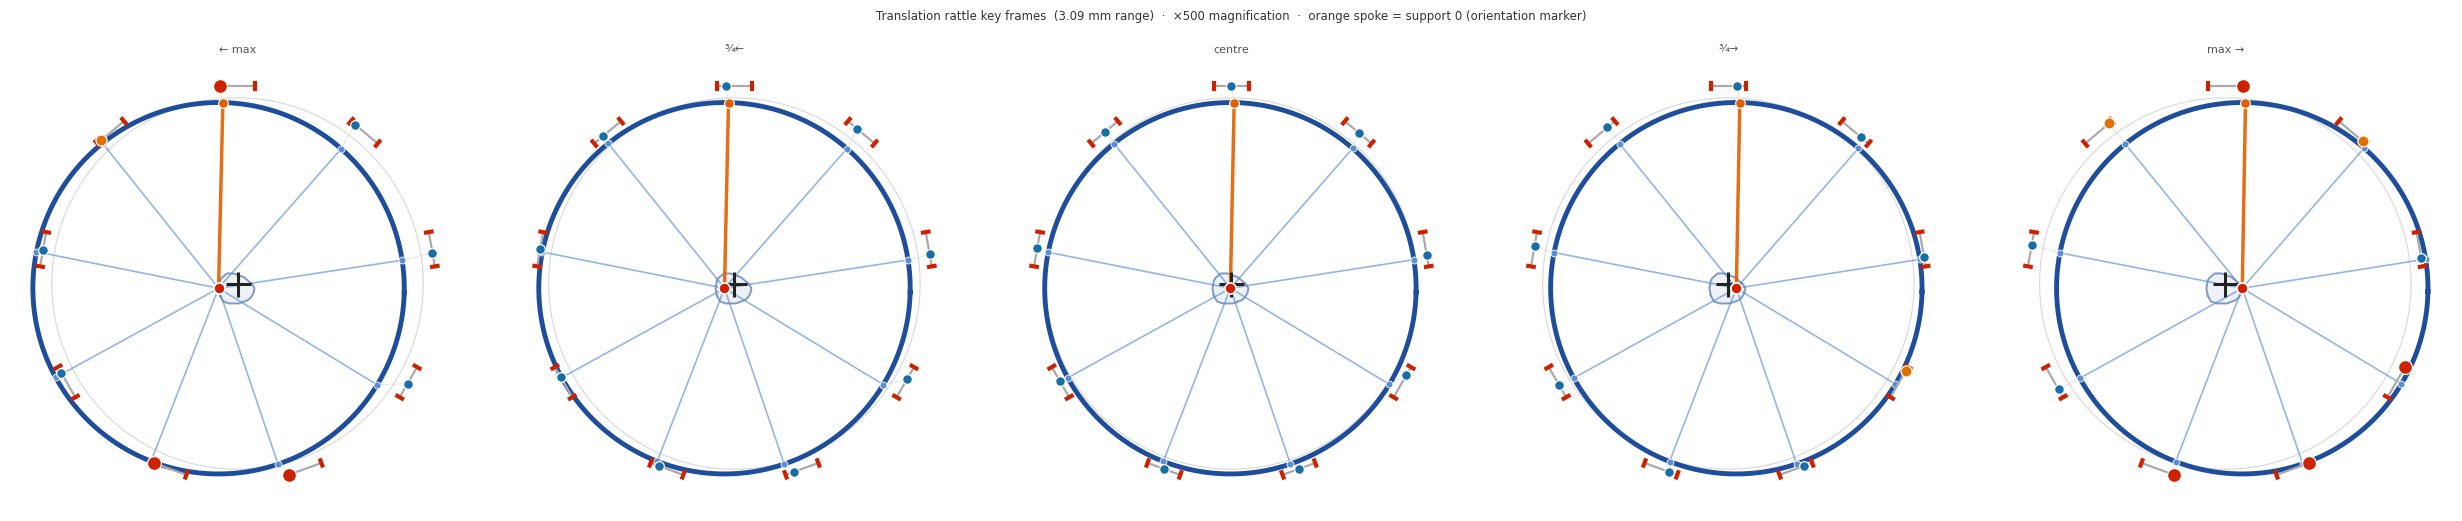 Translation rattle key frames  (3.09 mm range)  ·  ×500 magnification  ·  orange spoke = support 0 (orientation marker)
← max
¾←
centre
¾→
max →